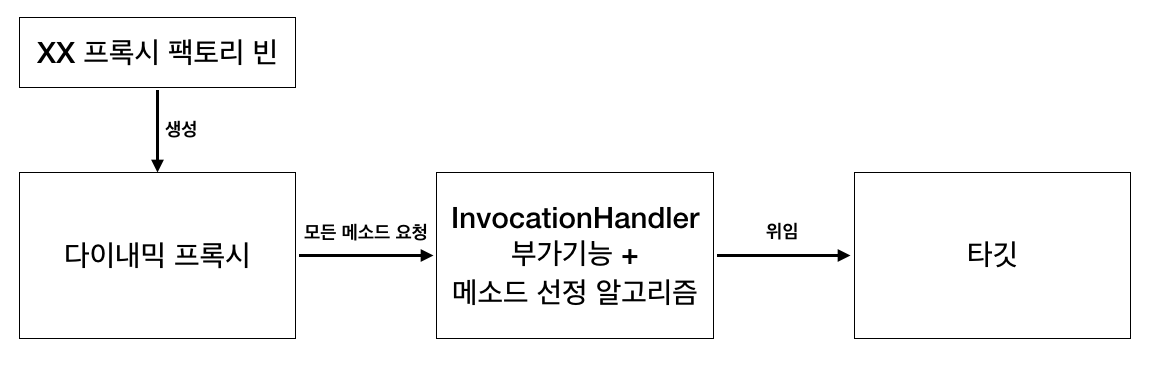 XX 프록시 팩토리 빈
생성
다이내믹 프록시
모든 메소드 요청
InvocationHandler
부가기능 +
메소드 선정 알고리즘
위임
타깃